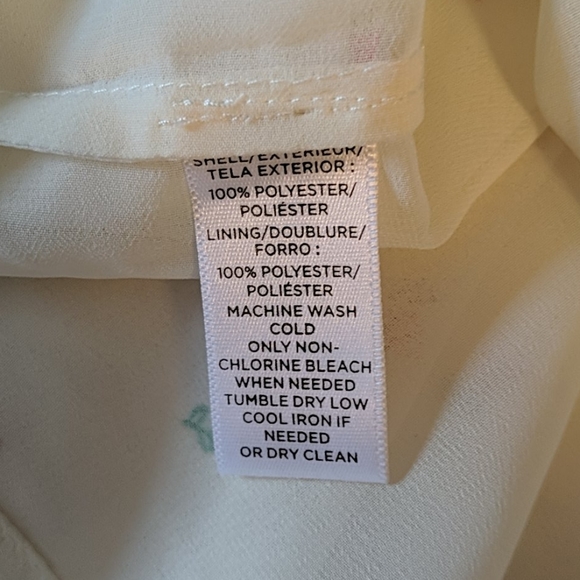 SHELL/EXTÉRIEUR/
TELA EXTERIOR :
100% POLYESTER/
POLIÉSTER
LINING/DOUBLURE/
FORRO :
100% POLYESTER/
POLIÉSTER
MACHINE WASH
COLD
ONLY NON-
CHLORINE BLEACH
WHEN NEEDED
TUMBLE DRY LOW
COOL IRON IF
NEEDED
OR DRY CLEAN